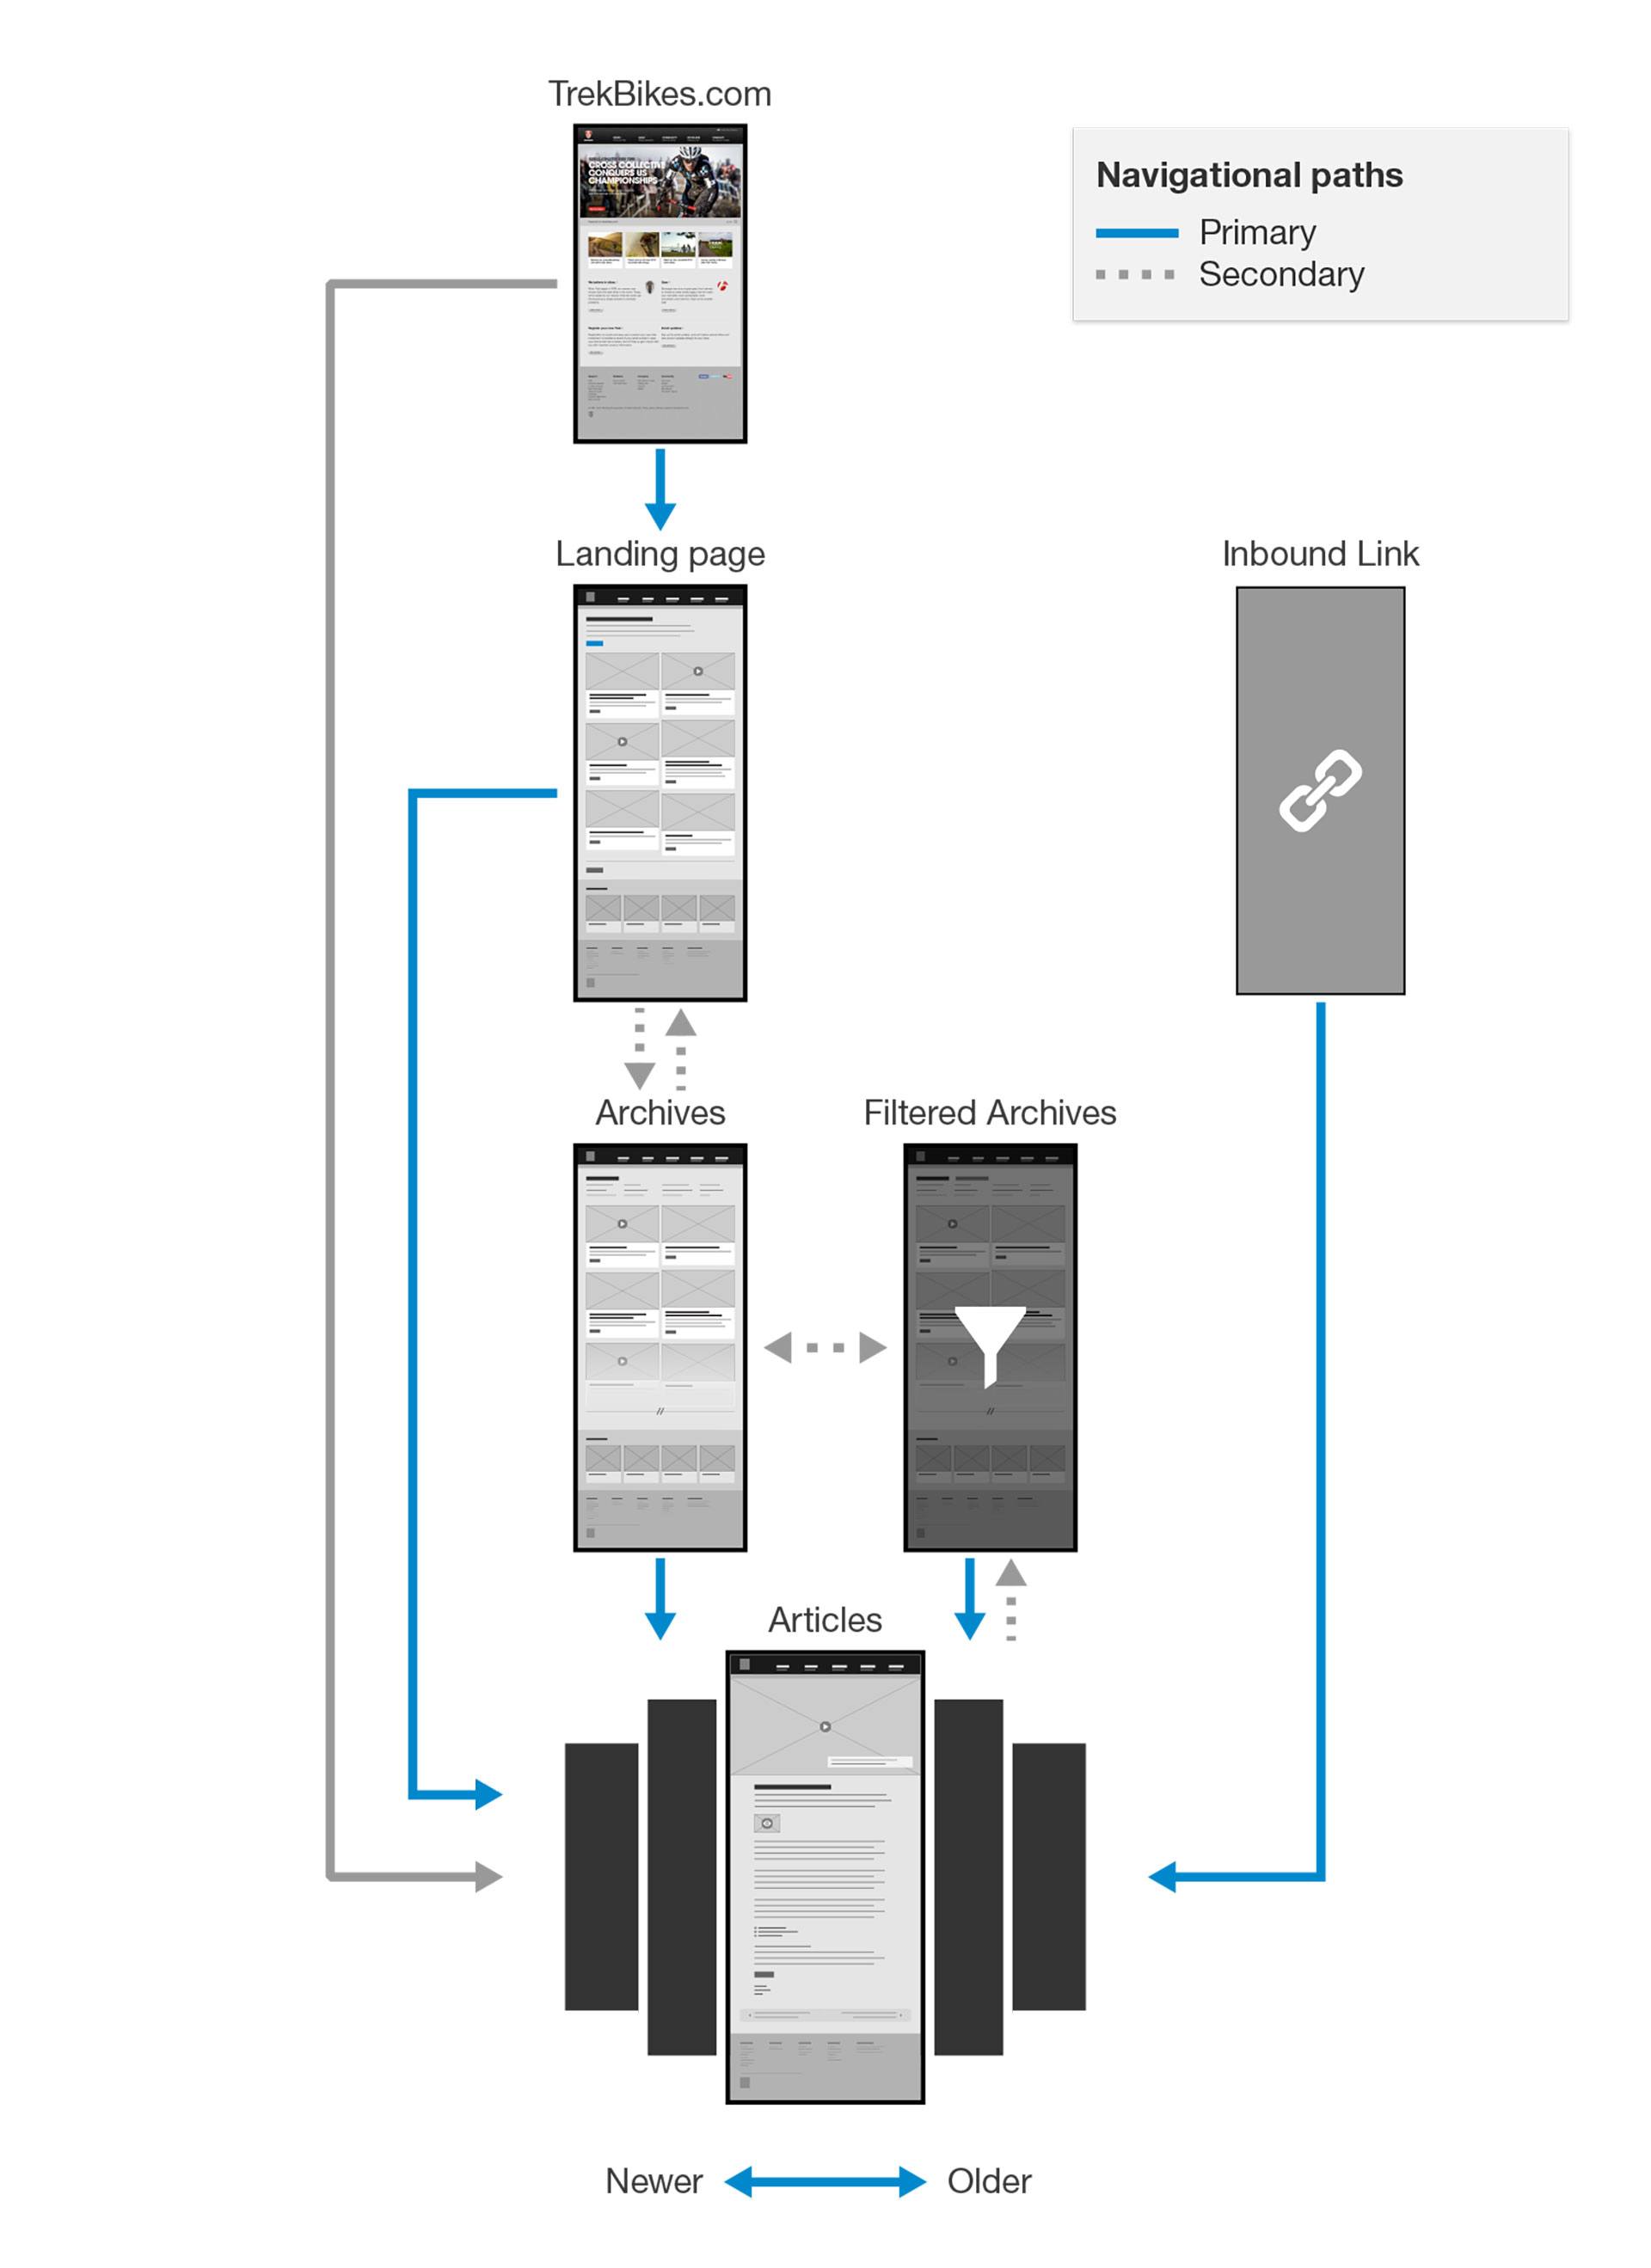 TrekBikes.com
CROSS COLLECTIVE
CONQUERS US
CHAMPIONSHIPS
Navigational paths
Primary
Secondary
Landing page
Inbound Link
Archives
Filtered Archives
Articles
Newer
Older